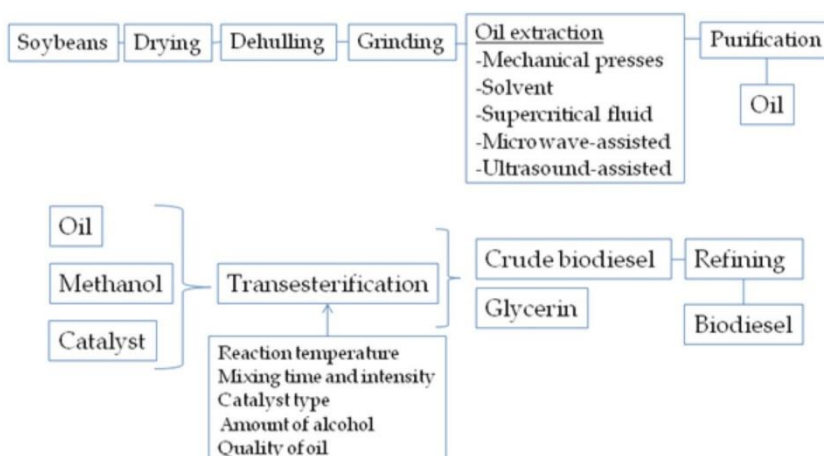 Soybeans
Drying
Dehulling
Grinding
Oil extraction
-Mechanical presses
-Solvent
-Supercritical fluid
-Microwave-assisted
-Ultrasound-assisted
Purification
Oil
Oil
Methanol
Catalyst
Transesterification
Reaction temperature
Mixing time and intensity
Catalyst type
Amount of alcohol
Quality of oil
Crude biodiesel
Glycerin
Refining
Biodiesel